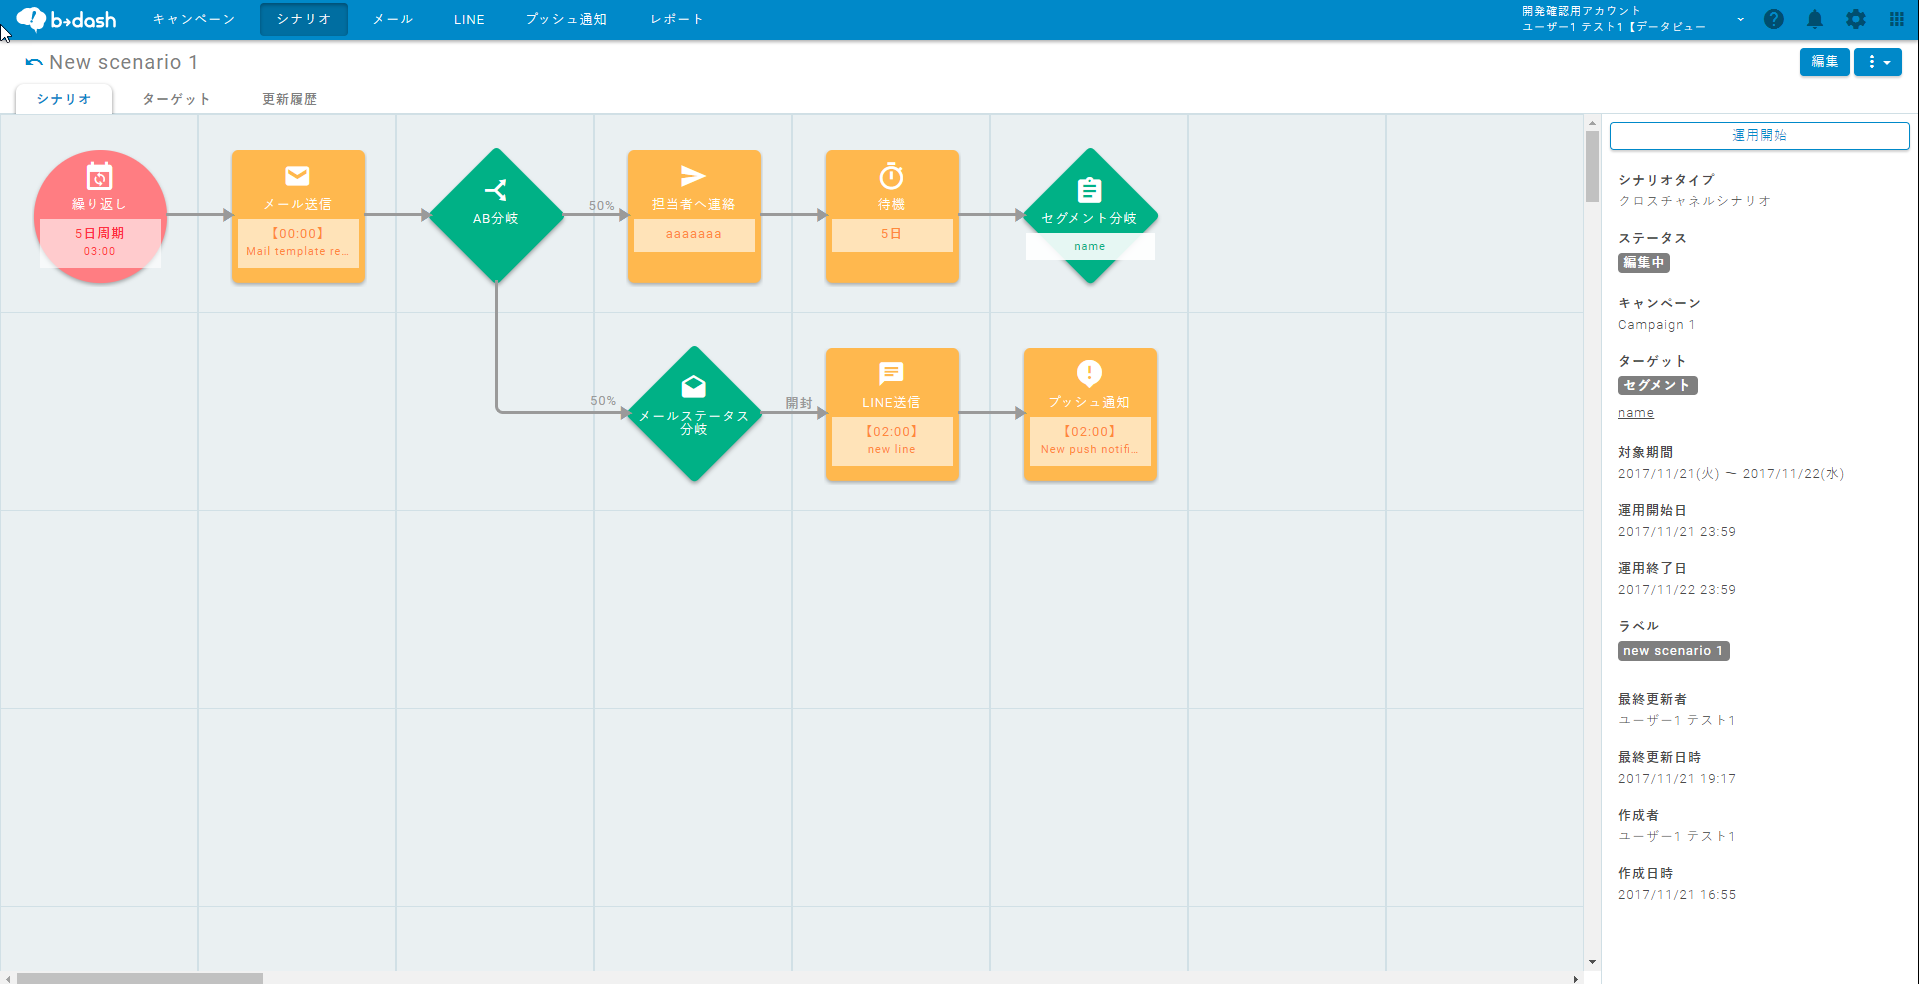 b→dash
キャンペーン
シナリオ
メール
LINE
プッシュ通知
レポート
開発確認用アカウント
ユーザー1 テスト1【データビュー
New scenario 1
編集
シナリオ
ターゲット
更新履歴
繰り返し
5日周期
03:00
メール送信
【00:00】
Mail template re...
AB分岐
50%
担当者へ連絡
aaaaaaa
待機
5日
セグメント分岐
name
50%
メールステータス
分岐
開封
LINE送信
【02:00】
new line
プッシュ通知
【02:00】
New push notifi...
運用開始
シナリオタイプ
クロスチャネルシナリオ
ステータス
編集中
キャンペーン
Campaign 1
ターゲット
セグメント
name
対象期間
2017/11/21(火) ～ 2017/11/22(水)
運用開始日
2017/11/21 23:59
運用終了日
2017/11/22 23:59
ラベル
new scenario 1
最終更新者
ユーザー1 テスト1
最終更新日時
2017/11/21 19:17
作成者
ユーザー1 テスト1
作成日時
2017/11/21 16:55